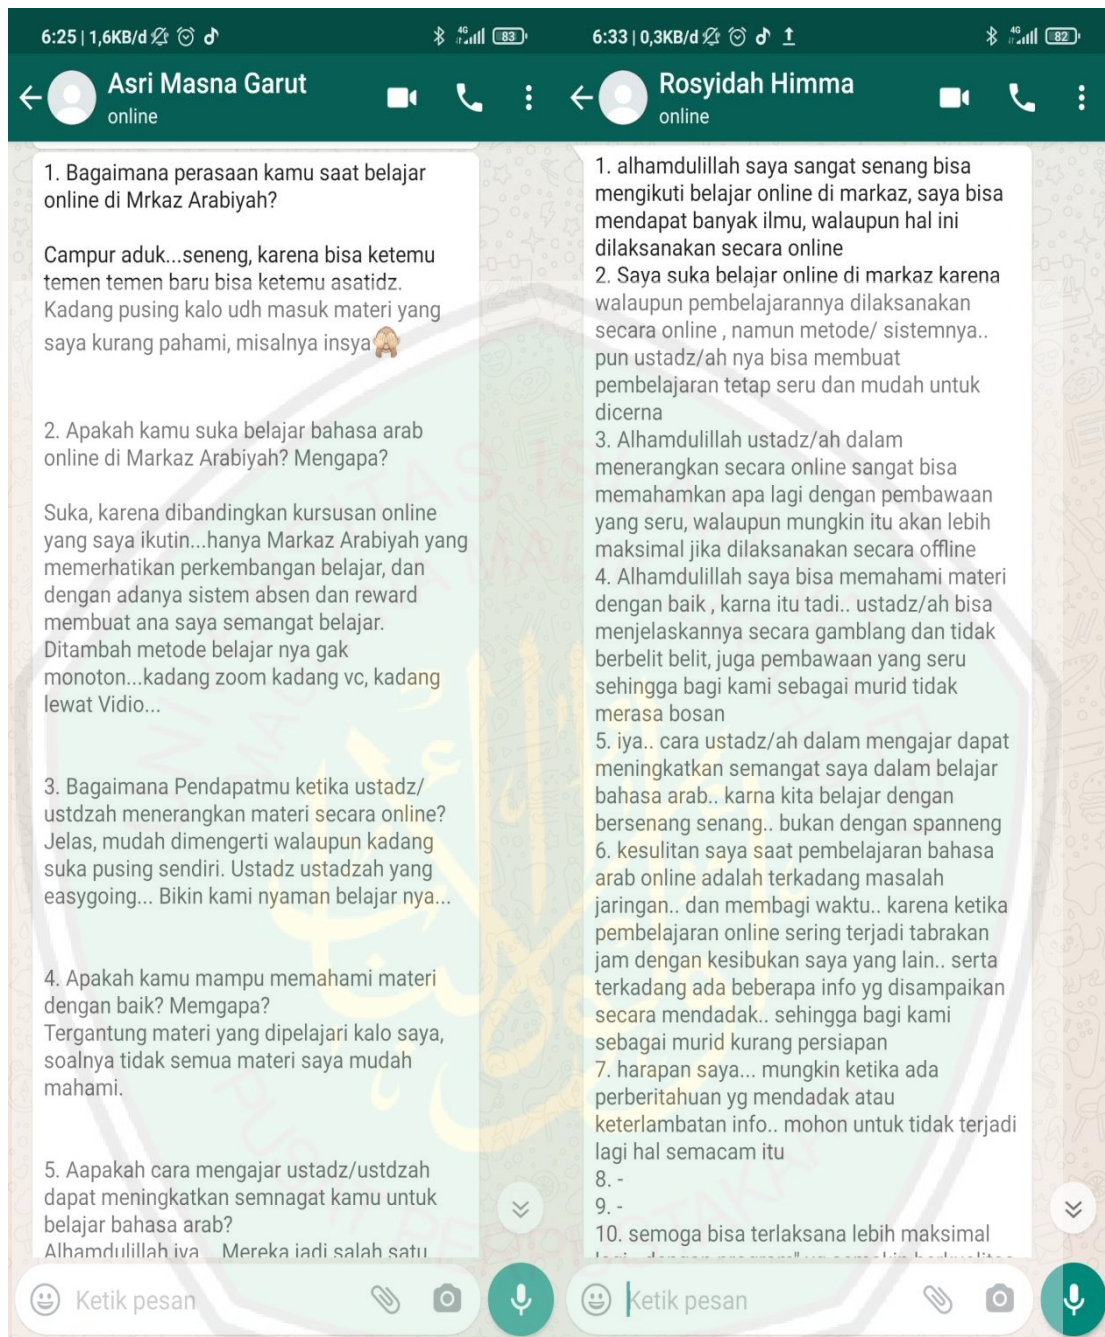 6:25 | 1,6KB/d
4G
83
Asri Masna Garut
online
1. Bagaimana perasaan kamu saat belajar
online di Mrkaz Arabiyah?
Campur aduk...seneng, karena bisa ketemu
temen temen baru bisa ketemu asatidz.
Kadang pusing kalo udh masuk materi yang
saya kurang pahami, misalnya insya🙈
2. Apakah kamu suka belajar bahasa arab
online di Markaz Arabiyah? Mengapa?
Suka, karena dibandingkan kursusan online
yang saya ikutin...hanya Markaz Arabiyah yang
memerhatikan perkembangan belajar, dan
dengan adanya sistem absen dan reward
membuat ana saya semangat belajar.
Ditambah metode belajar nya gak
monoton...kadang zoom kadang vc, kadang
lewat Vidio...
3. Bagaimana Pendapatmu ketika ustadz/
ustdzah menerangkan materi secara online?
Jelas, mudah dimengerti walaupun kadang
suka pusing sendiri. Ustadz ustadzah yang
easygoing... Bikin kami nyaman belajar nya...
4. Apakah kamu mampu memahami materi
dengan baik? Memgapa?
Tergantung materi yang dipelajari kalo saya,
soalnya tidak semua materi saya mudah
mahami.
5. Aapakah cara mengajar ustadz/ustdzah
dapat meningkatkan semnagat kamu untuk
belajar bahasa arab?
Alhamdulillah iya... Mereka jadi salah satu
Ketik pesan
6:33 | 0,3KB/d
4G
82
Rosyidah Himma
online
1. alhamdulillah saya sangat senang bisa
mengikuti belajar online di markaz, saya bisa
mendapat banyak ilmu, walaupun hal ini
dilaksanakan secara online
2. Saya suka belajar online di markaz karena
walaupun pembelajarannya dilaksanakan
secara online , namun metode/ sistemnya..
pun ustadz/ah nya bisa membuat
pembelajaran tetap seru dan mudah untuk
dicerna
3. Alhamdulillah ustadz/ah dalam
menerangkan secara online sangat bisa
memahamkan apa lagi dengan pembawaan
yang seru, walaupun mungkin itu akan lebih
maksimal jika dilaksanakan secara offline
4. Alhamdulillah saya bisa memahami materi
dengan baik , karna itu tadi.. ustadz/ah bisa
menjelaskannya secara gamblang dan tidak
berbelit belit, juga pembawaan yang seru
sehingga bagi kami sebagai murid tidak
merasa bosan
5. iya.. cara ustadz/ah dalam mengajar dapat
meningkatkan semangat saya dalam belajar
bahasa arab.. karna kita belajar dengan
bersenang senang.. bukan dengan spanneng
6. kesulitan saya saat pembelajaran bahasa
arab online adalah terkadang masalah
jaringan.. dan membagi waktu.. karena ketika
pembelajaran online sering terjadi tabrakan
jam dengan kesibukan saya yang lain.. serta
terkadang ada beberapa info yg disampaikan
secara mendadak.. sehingga bagi kami
sebagai murid kurang persiapan
7. harapan saya... mungkin ketika ada
perberitahuan yg mendadak atau
keterlambatan info.. mohon untuk tidak terjadi
lagi hal semacam itu
8. -
9. -
10. semoga bisa terlaksana lebih maksimal
lagi.. dengan program" yg semakin berkualitas
Ketik pesan